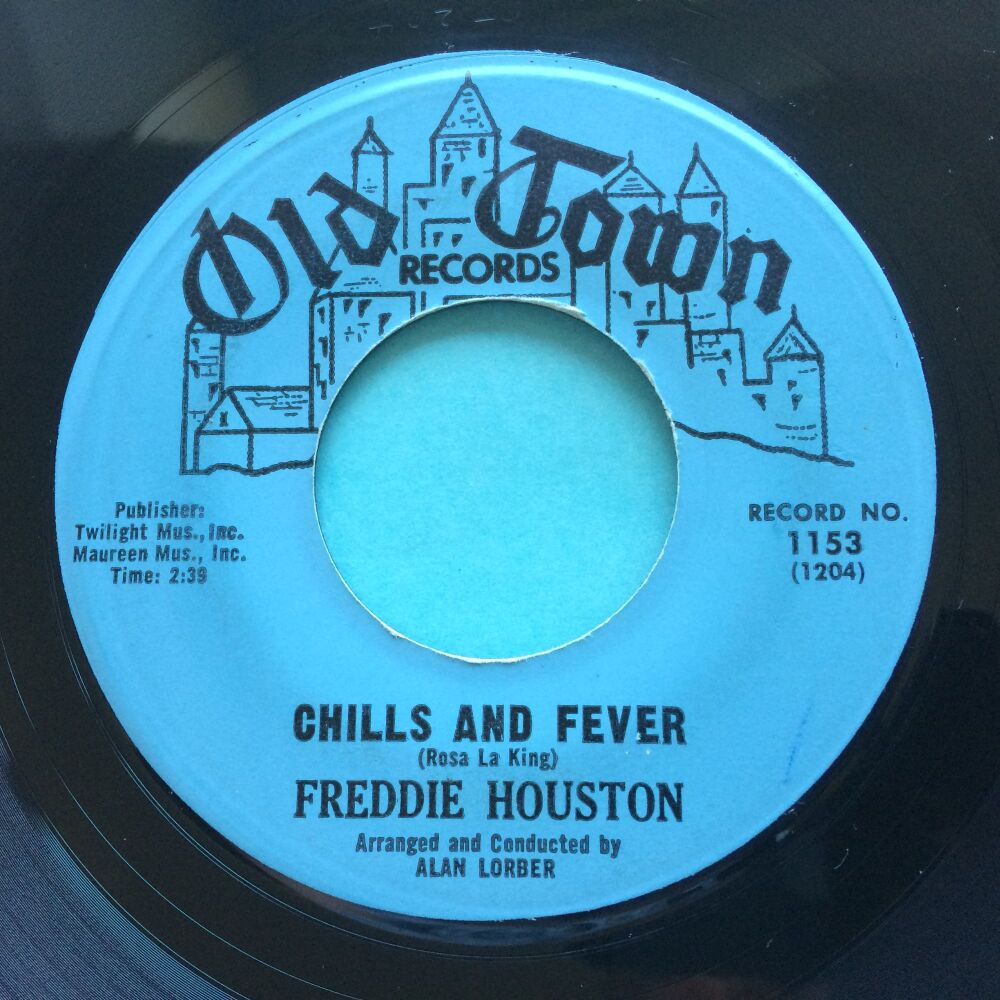 Old Town
RECORDS
Publisher:
Twilight Mus., Inc.
Maureen Mus., Inc.
Time: 2:39
RECORD NO.
1153
(1204)
CHILLS AND FEVER
(Rosa La King)
FREDDIE HOUSTON
Arranged and Conducted by
ALAN LORBER